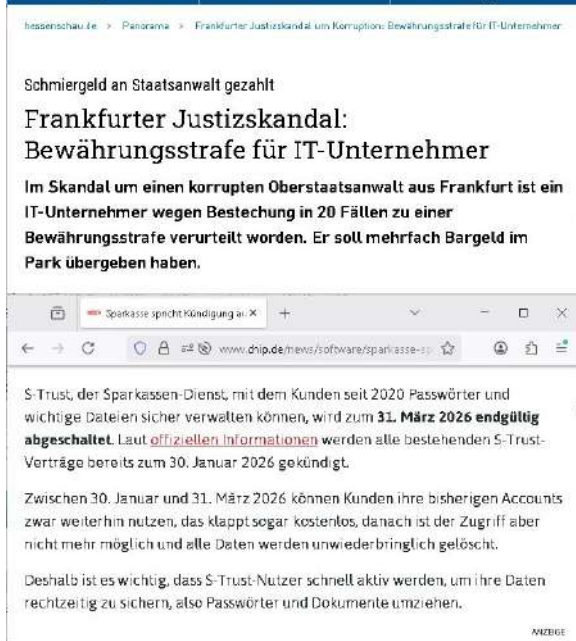 hessenschau.de > Panorama > Frankfurter Justizskandal um Korruption: Bewährungsstrafe für IT-Unternehmer
Schmiergeld an Staatsanwalt gezahlt
Frankfurter Justizskandal:
Bewährungsstrafe für IT-Unternehmer
Im Skandal um einen korrupten Oberstaatsanwalt aus Frankfurt ist ein
IT-Unternehmer wegen Bestechung in 20 Fällen zu einer
Bewährungsstrafe verurteilt worden. Er soll mehrfach Bargeld im
Park übergeben haben.
Sparkasse spricht Kündigung au
www.chip.de/news/software/sparkasse-sp
S-Trust, der Sparkassen-Dienst, mit dem Kunden seit 2020 Passwörter und
wichtige Dateien sicher verwalten können, wird zum 31. März 2026 endgültig
abgeschaltet. Laut offiziellen Informationen werden alle bestehenden S-Trust-
Verträge bereits zum 30. Januar 2026 gekündigt.
Zwischen 30. Januar und 31. März 2026 können Kunden ihre bisherigen Accounts
zwar weiterhin nutzen, das klappt sogar kostenlos, danach ist der Zugriff aber
nicht mehr möglich und alle Daten werden unwiederbringlich gelöscht.
Deshalb ist es wichtig, dass S-Trust-Nutzer schnell aktiv werden, um ihre Daten
rechtzeitig zu sichern, also Passwörter und Dokumente umziehen.
ANZEIGE